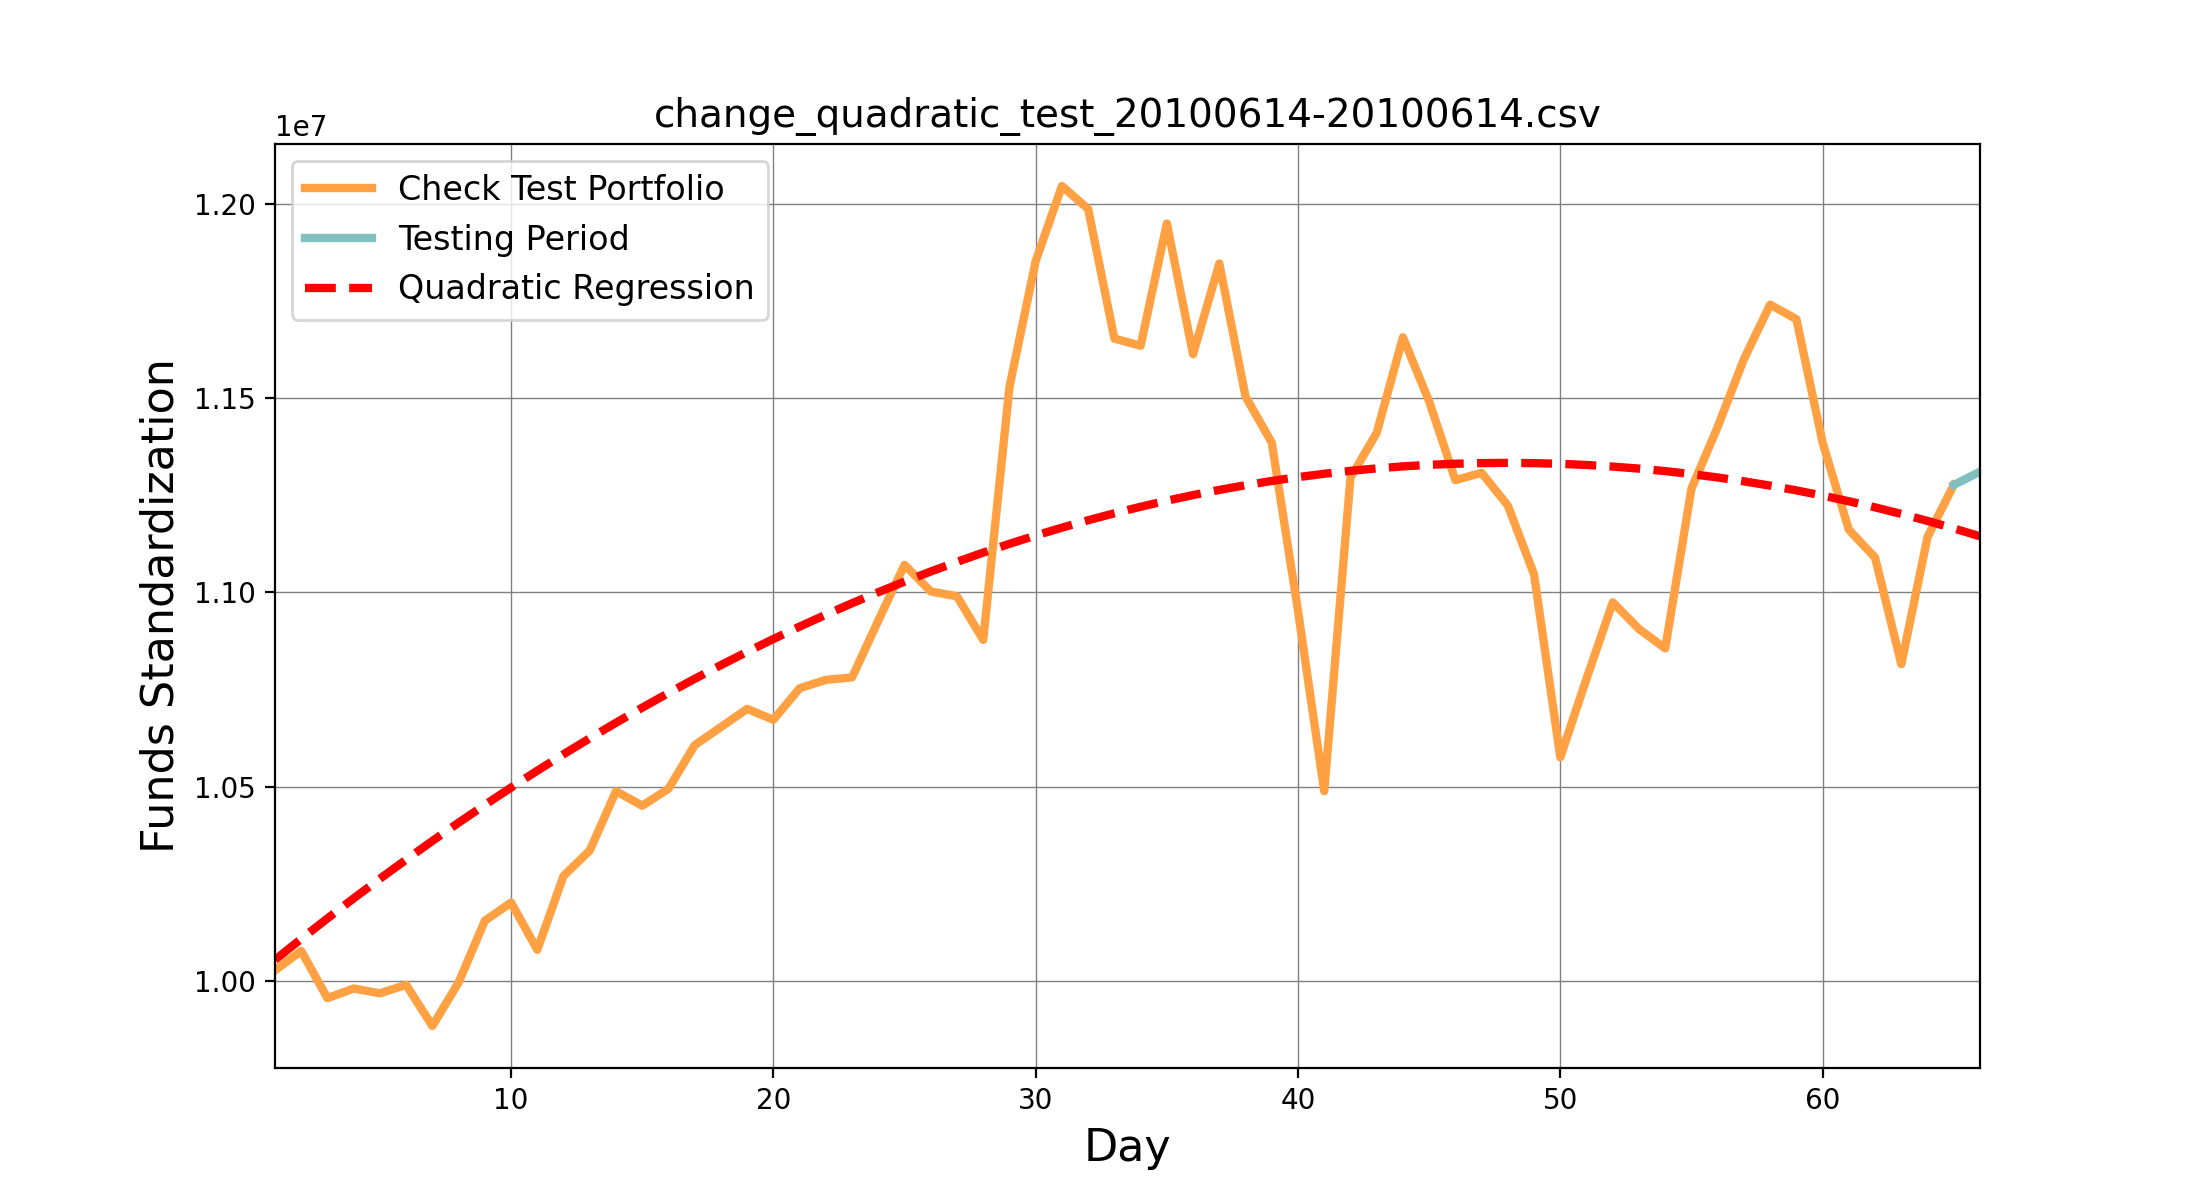 change_quadratic_test_20100614-20100614.csv
1e7
Check Test Portfolio
Testing Period
Quadratic Regression
1.20
1.15
1.10
1.05
1.00
Funds Standardization
10 20 30 40 50 60
Day